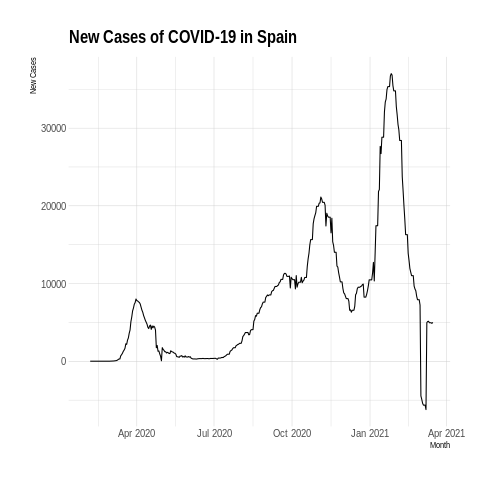 New Cases of COVID-19 in Spain
New Cases
30000
20000
10000
0
Apr 2020 Jul 2020 Oct 2020 Jan 2021 Apr 2021
Month